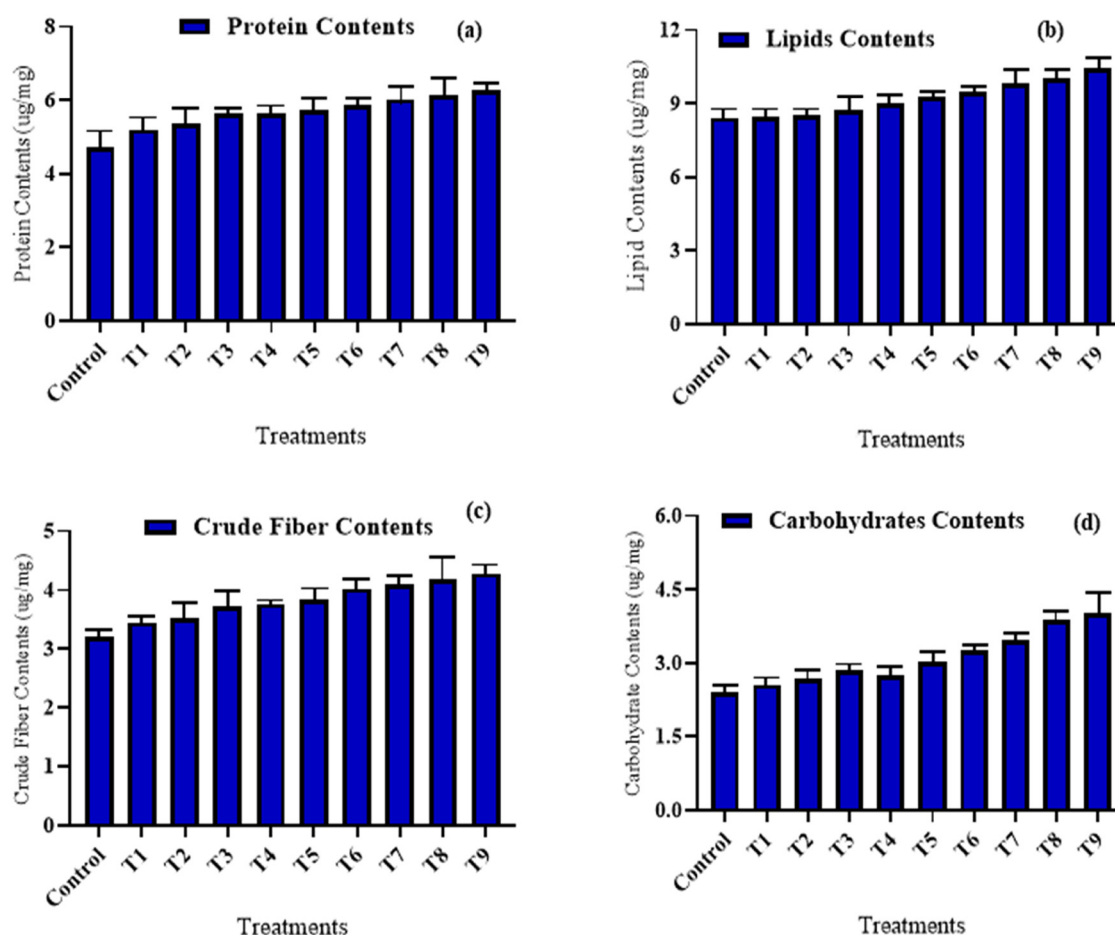 Protein Contents (a)
Protein Contents (ug/mg)
8
6
4
2
0
Control T1 T2 T3 T4 T5 T6 T7 T8 T9
Treatments
Lipids Contents (b)
Lipid Contents (ug/mg)
12
9
6
3
0
Control T1 T2 T3 T4 T5 T6 T7 T8 T9
Treatments
Crude Fiber Contents (c)
Crude Fiber Contents (ug/mg)
5
4
3
2
1
0
Control T1 T2 T3 T4 T5 T6 T7 T8 T9
Treatments
Carbohydrates Contents (d)
Carbohydrate Contents (ug/mg)
6.0
4.5
3.0
1.5
0.0
Control T1 T2 T3 T4 T5 T6 T7 T8 T9
Treatments